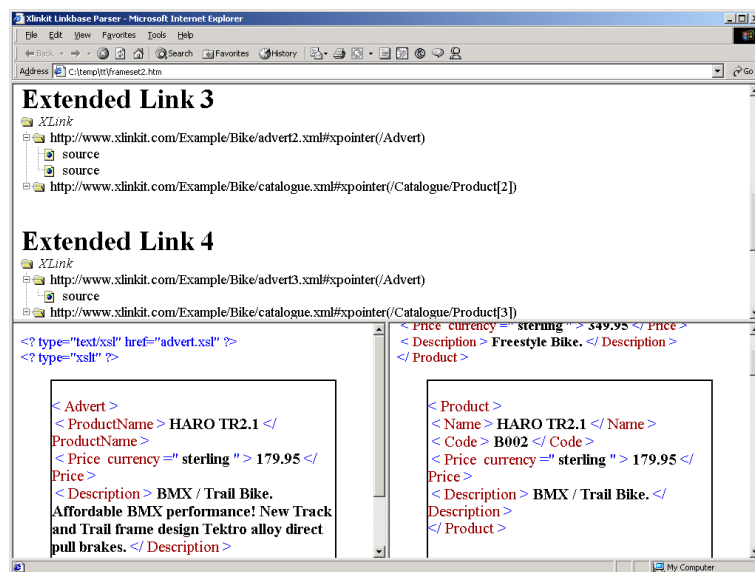 Xlinkit Linkbase Parser - Microsoft Internet Explorer
File Edit View Favorites Tools Help
Back Search Favorites History
Address C:\temp\tt\frameset2.htm Go
Extended Link 3
XLink
http://www.xlinkit.com/Example/Bike/advert2.xml#xpointer(/Advert)
source
source
http://www.xlinkit.com/Example/Bike/catalogue.xml#xpointer(/Catalogue/Product[2])
Extended Link 4
XLink
http://www.xlinkit.com/Example/Bike/advert3.xml#xpointer(/Advert)
source
http://www.xlinkit.com/Example/Bike/catalogue.xml#xpointer(/Catalogue/Product[3])
<? type="text/xsl" href="advert.xsl" ?>
<? type="xslt" ?>
< Advert >
< ProductName > HARO TR2.1 </
ProductName >
< Price currency =" sterling " > 179.95 </
Price >
< Description > BMX / Trail Bike.
Affordable BMX performance! New Track
and Trail frame design Tektro alloy direct
pull brakes. </ Description >
< Price currency =" sterling " > 349.95 </ Price >
< Description > Freestyle Bike. </ Description >
</ Product >
< Product >
< Name > HARO TR2.1 </ Name >
< Code > B002 </ Code >
< Price currency =" sterling " > 179.95 </
Price >
< Description > BMX / Trail Bike. </
Description >
</ Product >
My Computer